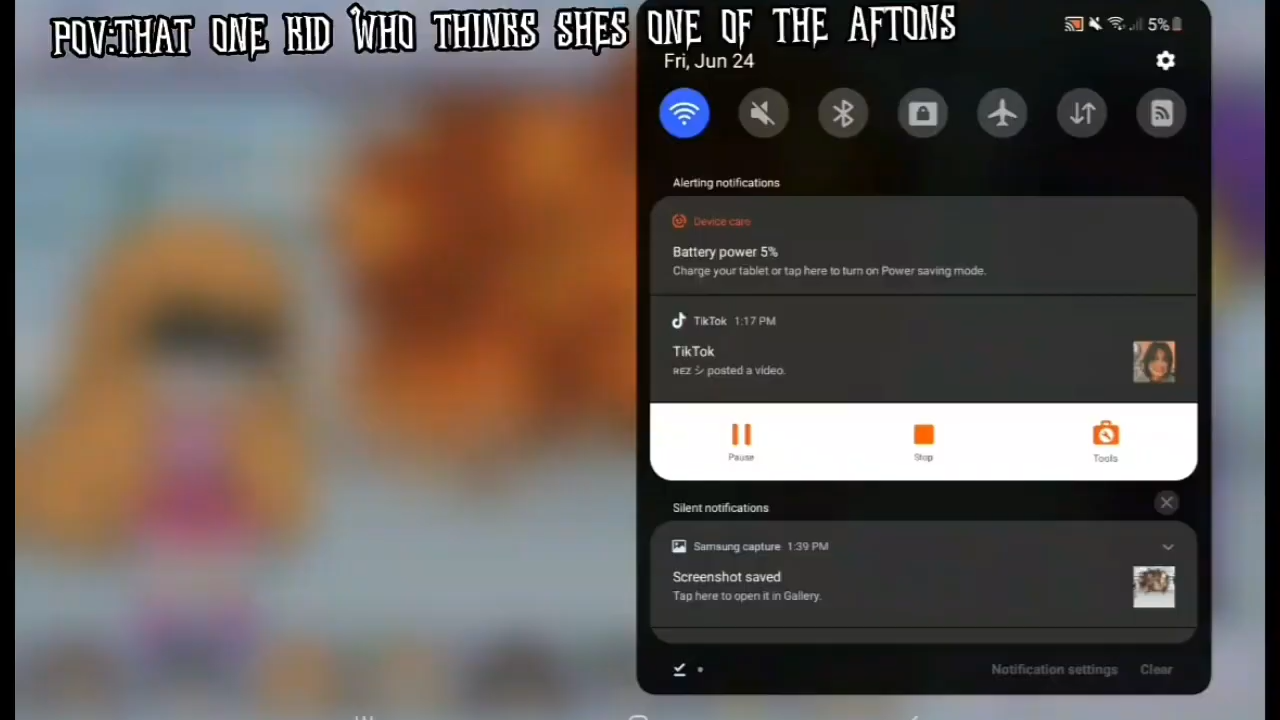 POV:THAT ONE KID WHO THINKS SHES ONE OF THE AFTONS
5%
Fri, Jun 24
Alerting notifications
Device care
Battery power 5%
Charge your tablet or tap here to turn on Power saving mode.
TikTok 1:17 PM
TikTok
ʀᴇᴢ シ posted a video.
Pause Stop Tools
Silent notifications
Samsung capture 1:39 PM
Screenshot saved
Tap here to open it in Gallery.
Notification settings Clear